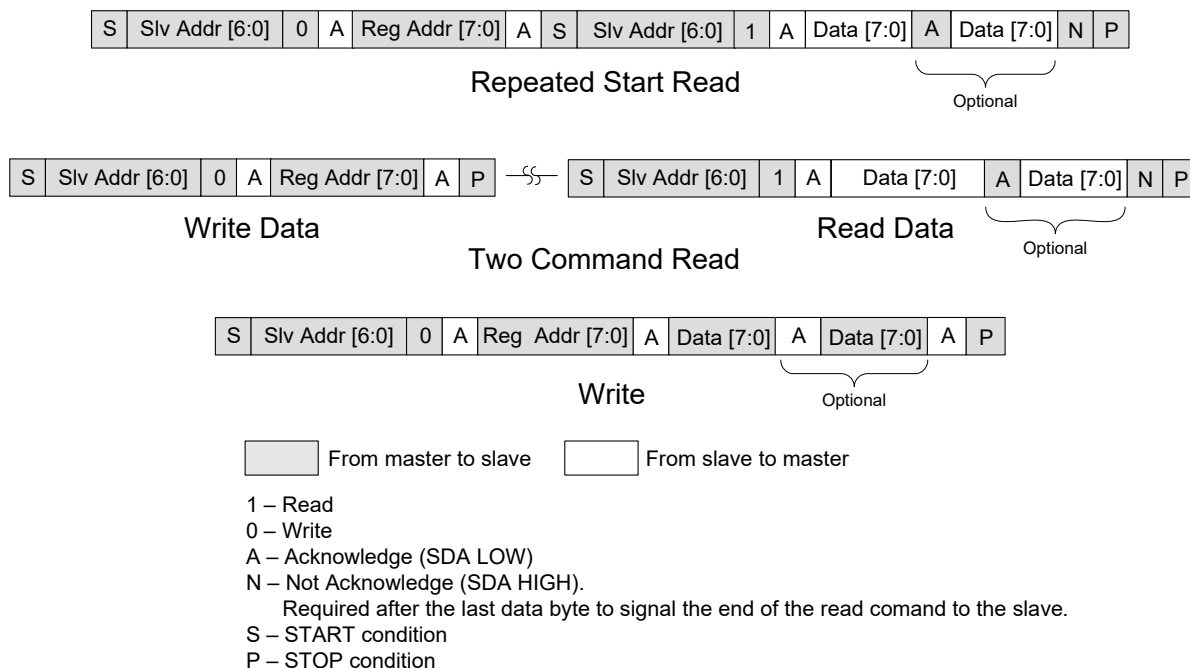 S Slv Addr [6:0] 0 A Reg Addr [7:0] A S Slv Addr [6:0] 1 A Data [7:0] A Data [7:0] N P
Repeated Start Read
Optional
S Slv Addr [6:0] 0 A Reg Addr [7:0] A P S Slv Addr [6:0] 1 A Data [7:0] A Data [7:0] N P
Write Data Read Data
Optional
Two Command Read
S Slv Addr [6:0] 0 A Reg Addr [7:0] A Data [7:0] A Data [7:0] A P
Write
Optional
From master to slave From slave to master
1 – Read
0 – Write
A – Acknowledge (SDA LOW)
N – Not Acknowledge (SDA HIGH).
Required after the last data byte to signal the end of the read comand to the slave.
S – START condition
P – STOP condition